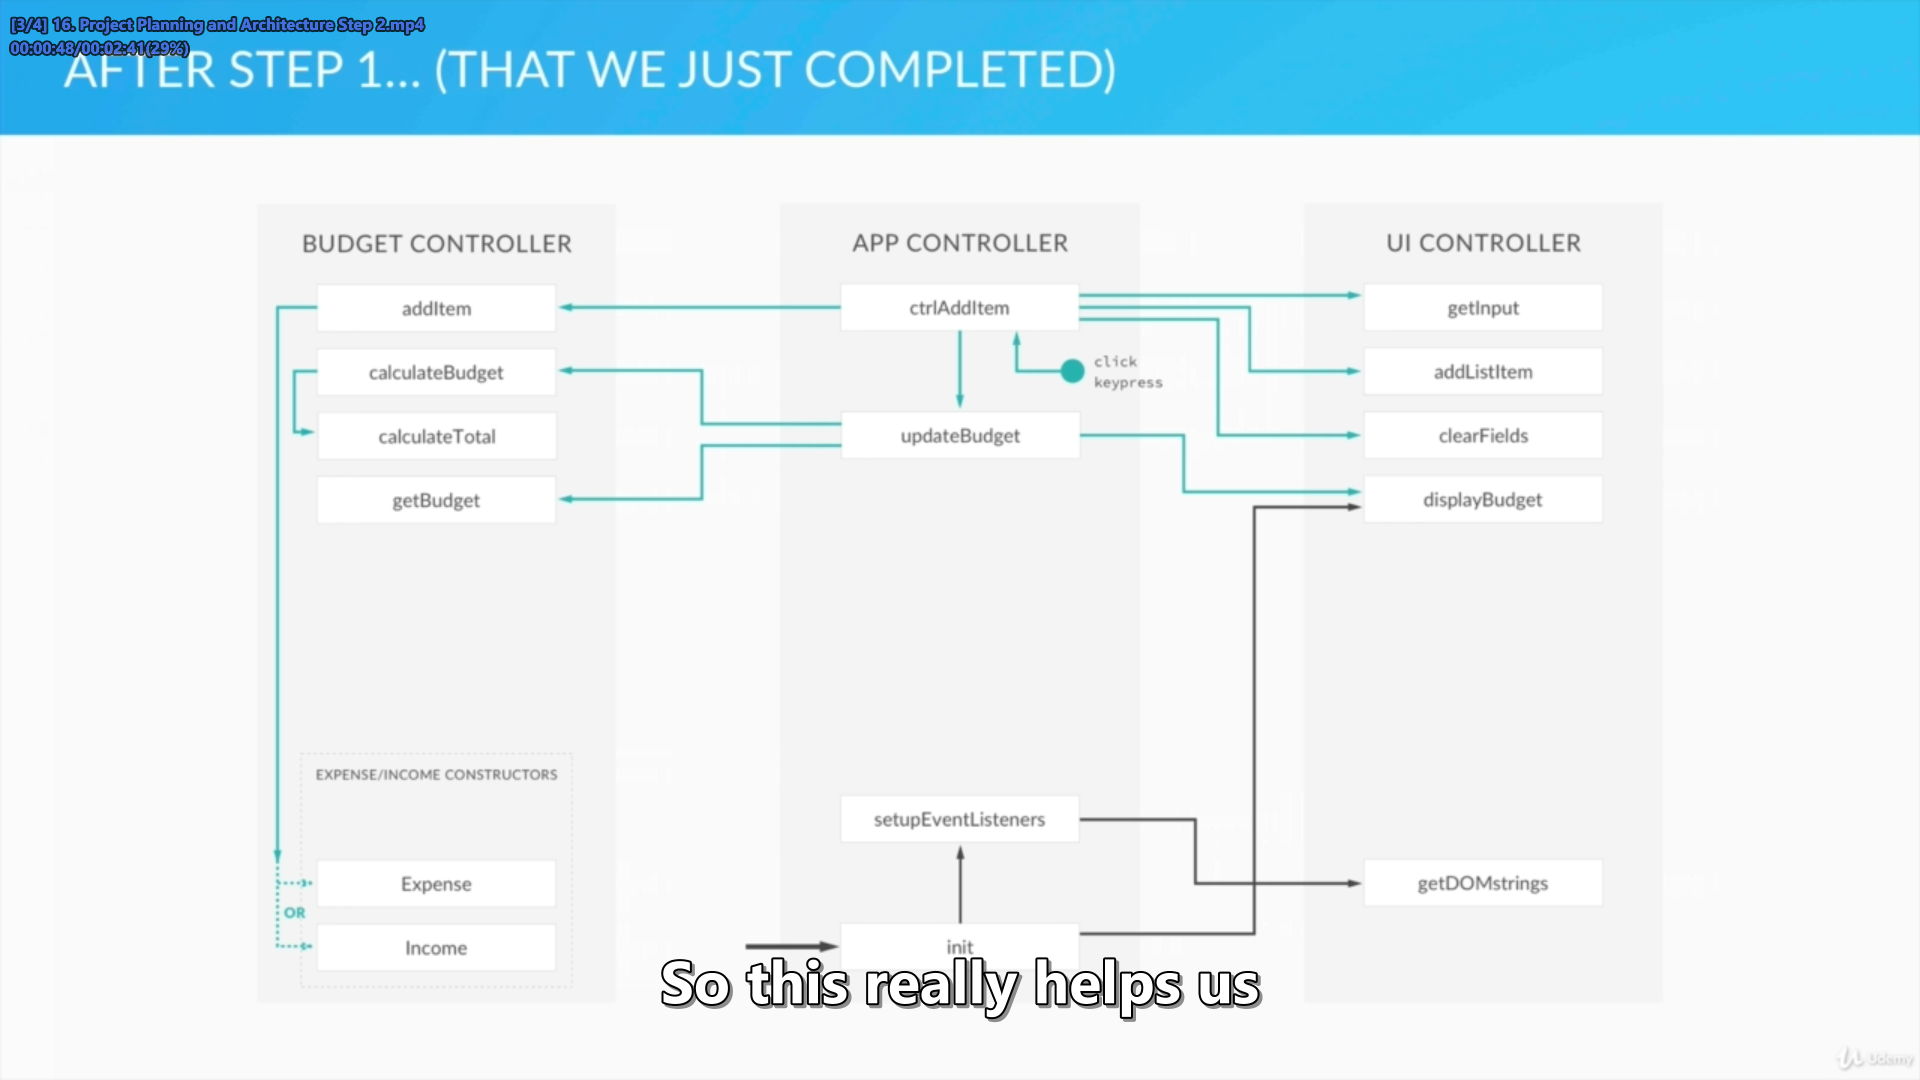 [3/4] 16. Project Planning and Architecture Step 2.mp4
00:00:48/00:02:41(29%)
AFTER STEP 1... (THAT WE JUST COMPLETED)
BUDGET CONTROLLER
addItem
calculateBudget
calculateTotal
getBudget
EXPENSE/INCOME CONSTRUCTORS
Expense
OR
Income
APP CONTROLLER
ctrlAddItem
click
keypress
updateBudget
setupEventListeners
init
UI CONTROLLER
getInput
addListItem
clearFields
displayBudget
getDOMstrings
So this really helps us
Udemy